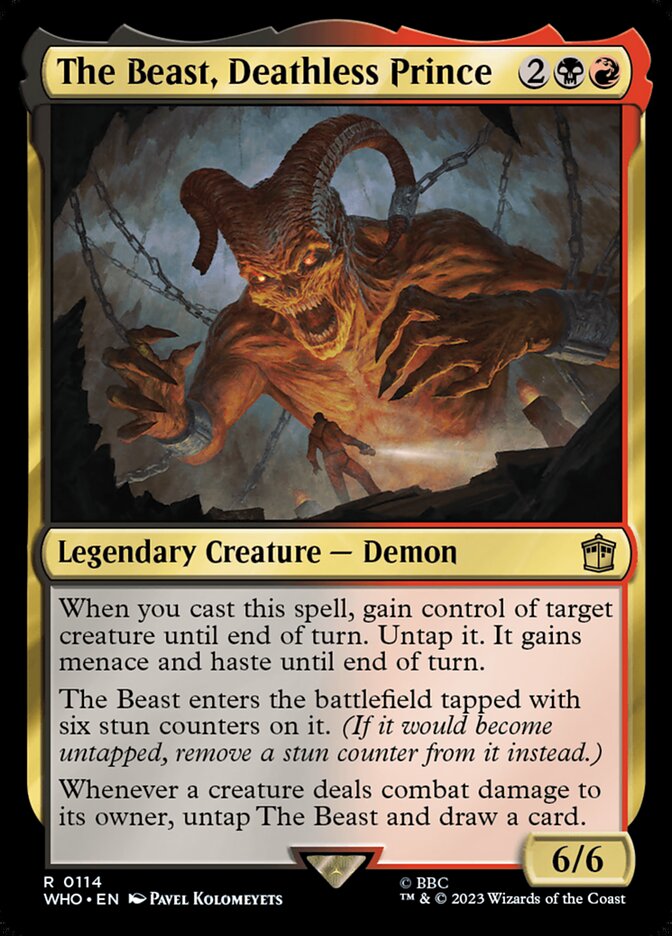 The Beast, Deathless Prince 2
Legendary Creature — Demon
When you cast this spell, gain control of target
creature until end of turn. Untap it. It gains
menace and haste until end of turn.
The Beast enters the battlefield tapped with
six stun counters on it. (If it would become
untapped, remove a stun counter from it instead.)
Whenever a creature deals combat damage to
its owner, untap The Beast and draw a card.
6/6
R 0114
WHO • EN Pavel Kolomeyets
© BBC
™ & © 2023 Wizards of the Coast